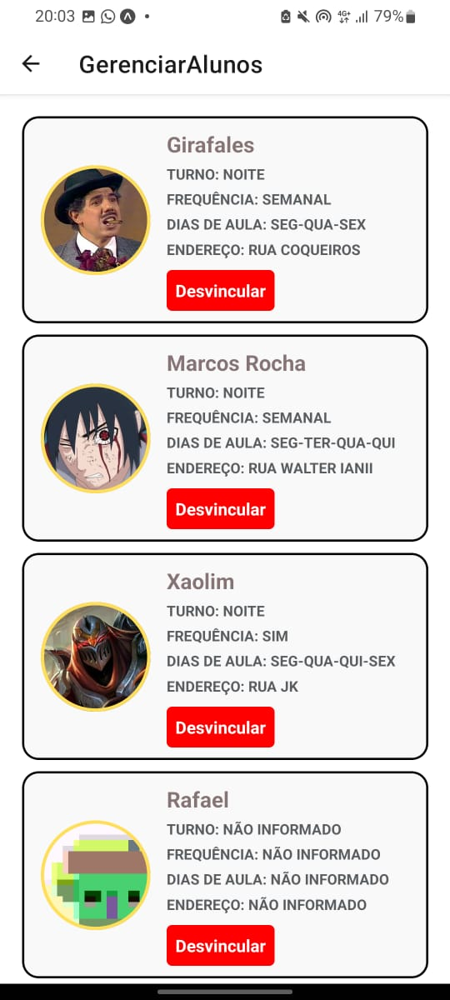 20:03 4G+ 79%
GerenciarAlunos
Girafales
TURNO: NOITE
FREQUÊNCIA: SEMANAL
DIAS DE AULA: SEG-QUA-SEX
ENDEREÇO: RUA COQUEIROS
Desvincular
Marcos Rocha
TURNO: NOITE
FREQUÊNCIA: SEMANAL
DIAS DE AULA: SEG-TER-QUA-QUI
ENDEREÇO: RUA WALTER IANII
Desvincular
Xaolim
TURNO: NOITE
FREQUÊNCIA: SIM
DIAS DE AULA: SEG-QUA-QUI-SEX
ENDEREÇO: RUA JK
Desvincular
Rafael
TURNO: NÃO INFORMADO
FREQUÊNCIA: NÃO INFORMADO
DIAS DE AULA: NÃO INFORMADO
ENDEREÇO: NÃO INFORMADO
Desvincular